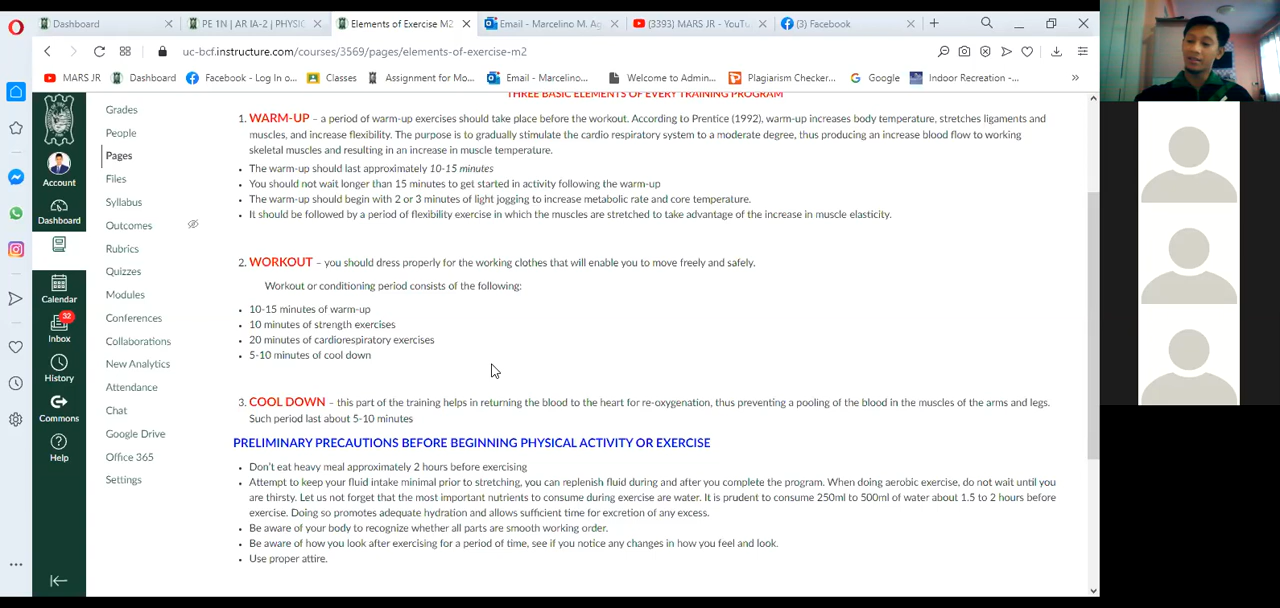 Dashboard
PE 1N | AR IA-2 | PHYSIC
Elements of Exercise M2
Email - Marcelino M. Ag
(3393) MARS JR - YouTu
(3) Facebook
uc-bcf.instructure.com/courses/3569/pages/elements-of-exercise-m2
MARS JR
Dashboard
Facebook - Log In o...
Classes
Assignment for Mo...
Email - Marcelino...
Welcome to Admin...
Plagiarism Checker...
Google
Indoor Recreation -...
Account
Dashboard
Calendar
32
Inbox
History
Commons
Help
Grades
People
Pages
Files
Syllabus
Outcomes
Rubrics
Quizzes
Modules
Conferences
Collaborations
New Analytics
Attendance
Chat
Google Drive
Office 365
Settings
THREE BASIC ELEMENTS OF EVERY TRAINING PROGRAM
1. WARM-UP – a period of warm-up exercises should take place before the workout. According to Prentice (1992), warm-up increases body temperature, stretches ligaments and
muscles, and increase flexibility. The purpose is to gradually stimulate the cardio respiratory system to a moderate degree, thus producing an increase blood flow to working
skeletal muscles and resulting in an increase in muscle temperature.
• The warm-up should last approximately 10-15 minutes
• You should not wait longer than 15 minutes to get started in activity following the warm-up
• The warm-up should begin with 2 or 3 minutes of light jogging to increase metabolic rate and core temperature.
• It should be followed by a period of flexibility exercise in which the muscles are stretched to take advantage of the increase in muscle elasticity.
2. WORKOUT – you should dress properly for the working clothes that will enable you to move freely and safely.
Workout or conditioning period consists of the following:
• 10-15 minutes of warm-up
• 10 minutes of strength exercises
• 20 minutes of cardiorespiratory exercises
• 5-10 minutes of cool down
3. COOL DOWN – this part of the training helps in returning the blood to the heart for re-oxygenation, thus preventing a pooling of the blood in the muscles of the arms and legs.
Such period last about 5-10 minutes
PRELIMINARY PRECAUTIONS BEFORE BEGINNING PHYSICAL ACTIVITY OR EXERCISE
• Don't eat heavy meal approximately 2 hours before exercising
• Attempt to keep your fluid intake minimal prior to stretching, you can replenish fluid during and after you complete the program. When doing aerobic exercise, do not wait until you
are thirsty. Let us not forget that the most important nutrients to consume during exercise are water. It is prudent to consume 250ml to 500ml of water about 1.5 to 2 hours before
exercise. Doing so promotes adequate hydration and allows sufficient time for excretion of any excess.
• Be aware of your body to recognize whether all parts are smooth working order.
• Be aware of how you look after exercising for a period of time, see if you notice any changes in how you feel and look.
• Use proper attire.